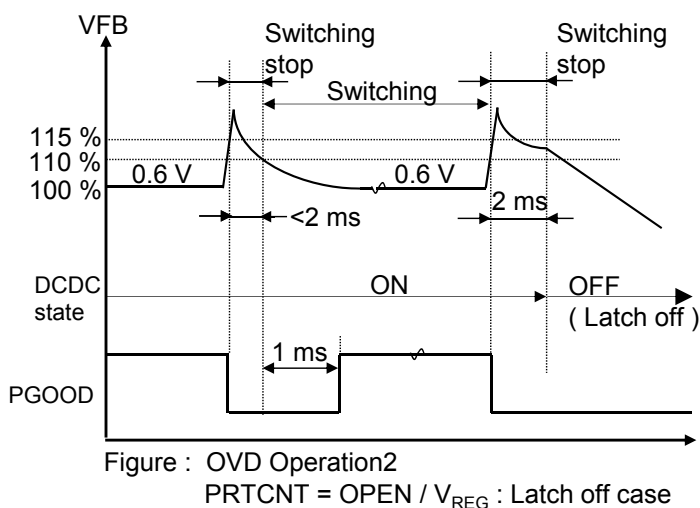 VFB
Switching
stop
Switching
stop
Switching
115 %
110 %
100 %
0.6 V
0.6 V
<2 ms
2 ms
DCDC
state
ON
OFF
( Latch off )
1 ms
PGOOD
Figure : OVD Operation2
PRTCNT = OPEN / VREG : Latch off case